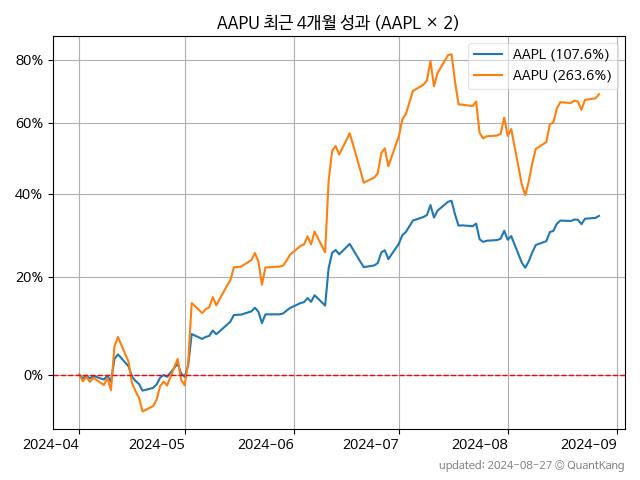 AAPU 최근 4개월 성과 (AAPL × 2)
AAPL (107.6%)
AAPU (263.6%)
80%
60%
40%
20%
0%
2024-04
2024-05
2024-06
2024-07
2024-08
2024-09
updated: 2024-08-27 © QuantKang